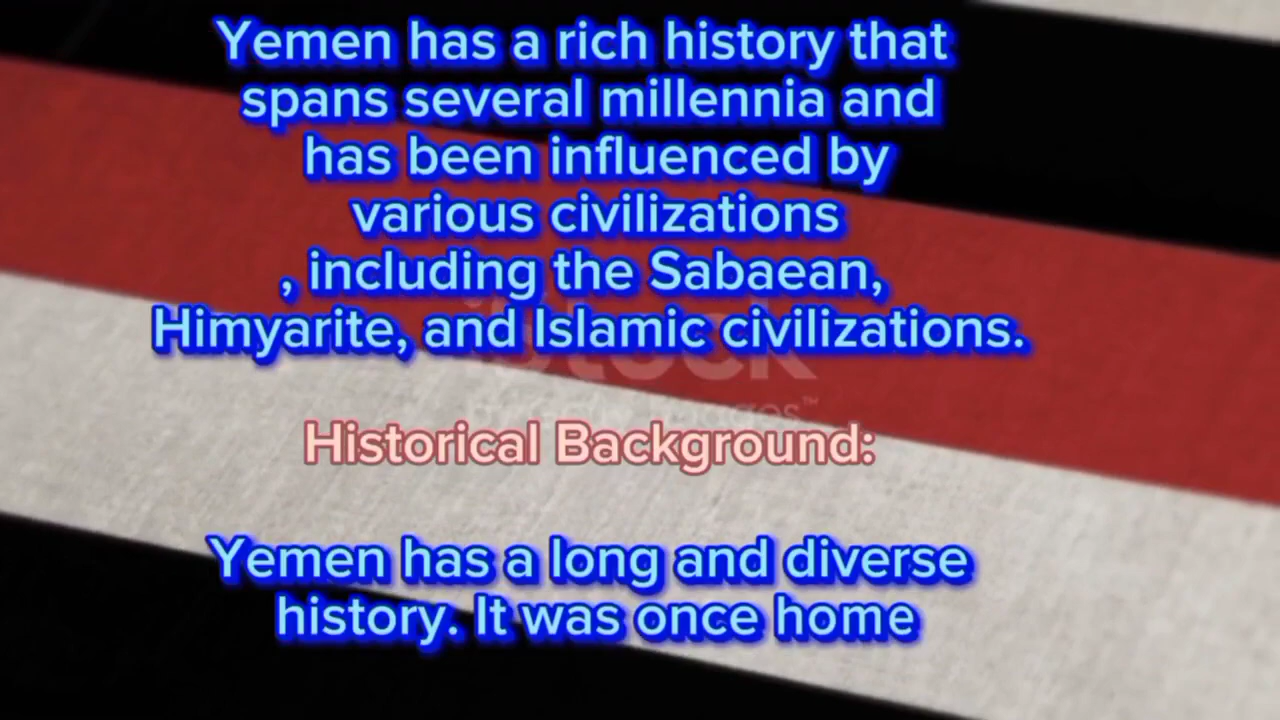 Yemen has a rich history that
spans several millennia and
has been influenced by
various civilizations
, including the Sabaean,
Himyarite, and Islamic civilizations.
iStock
Historical Background:
Yemen has a long and diverse
history. It was once home